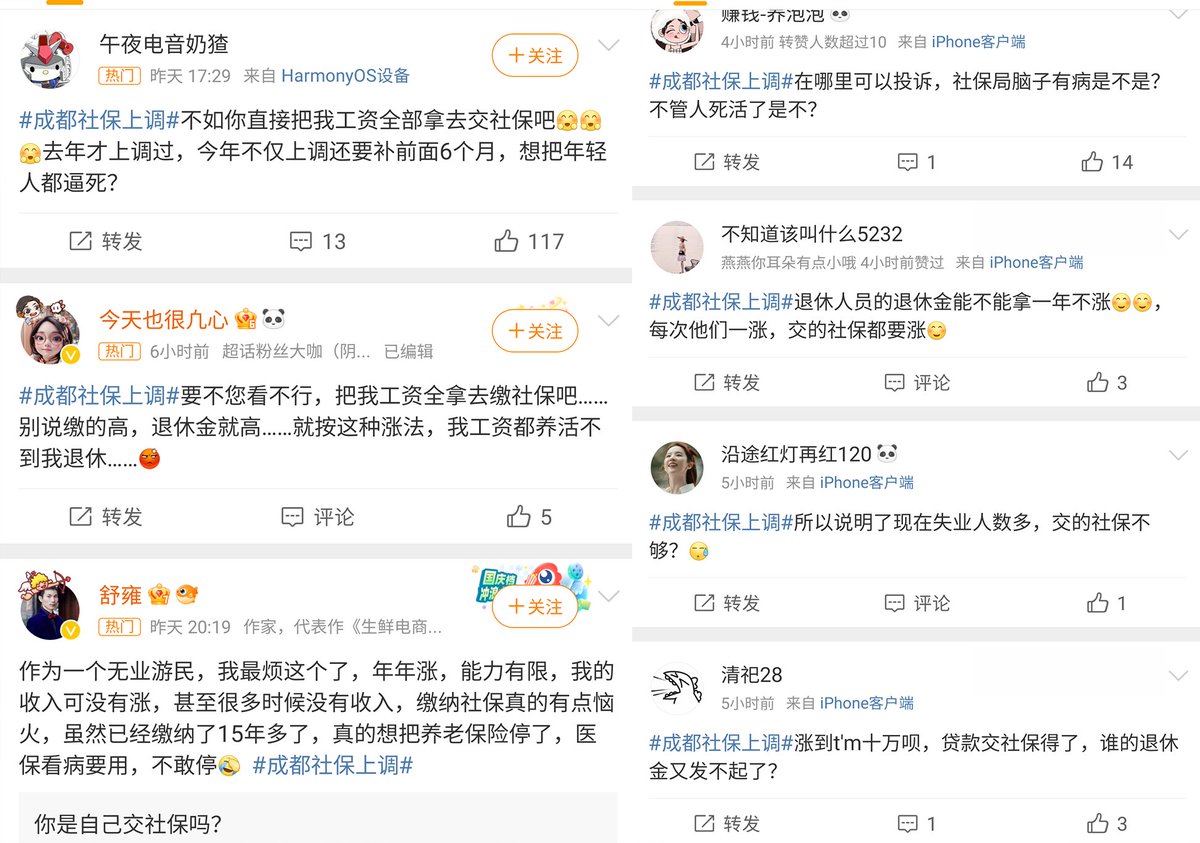 午夜电音奶馇
热门 昨天 17:29 来自 HarmonyOS设备
+关注
#成都社保上调#不如你直接把我工资全部拿去交社保吧
去年才上调过，今年不仅上调还要补前面6个月，想把年轻
人都逼死？
转发 13 117
今天也很凢心
热门 6小时前 超话粉丝大咖（阴... 已编辑
+关注
#成都社保上调#要不您看不行，把我工资全拿去缴社保吧……
别说缴的高，退休金就高……就按这种涨法，我工资都养活不
到我退休……
转发 评论 5
舒雍
热门 昨天 20:19 作家，代表作《生鲜电商...
国庆档
+关注
作为一个无业游民，我最烦这个了，年年涨，能力有限，我的
收入可没有涨，甚至很多时候没有收入，缴纳社保真的有点恼
火，虽然已经缴纳了15年多了，真的想把养老保险停了，医
保看病要用，不敢停 #成都社保上调#
你是自己交社保吗？
赚钱-养泡泡
4小时前 转赞人数超过10 来自 iPhone客户端
#成都社保上调#在哪里可以投诉，社保局脑子有病是不是？
不管人死活了是不？
转发 1 14
不知道该叫什么5232
燕燕你耳朵有点小哦 4小时前赞过 来自 iPhone客户端
#成都社保上调#退休人员的退休金能不能拿一年不涨，
每次他们一涨，交的社保都要涨
转发 评论 3
沿途红灯再红120
5小时前 来自 iPhone客户端
#成都社保上调#所以说明了现在失业人数多，交的社保不
够？
转发 评论 1
清祀28
5小时前 来自 iPhone客户端
#成都社保上调#涨到t'm十万呗，贷款交社保得了，谁的退休
金又发不起了？
转发 1 3